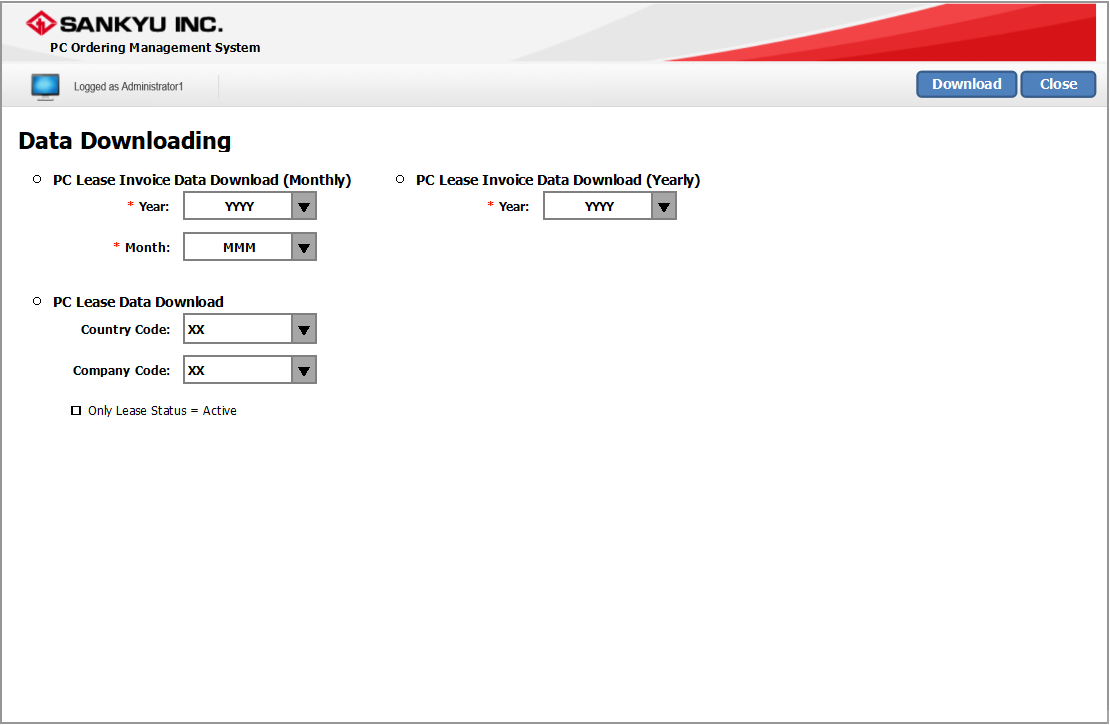 SANKYU INC.
PC Ordering Management System
Logged as Administrator1
Download
Close
Data Downloading
PC Lease Invoice Data Download (Monthly)
PC Lease Invoice Data Download (Yearly)
* Year: YYYY
* Year: YYYY
* Month: MMM
PC Lease Data Download
Country Code: XX
Company Code: XX
Only Lease Status = Active